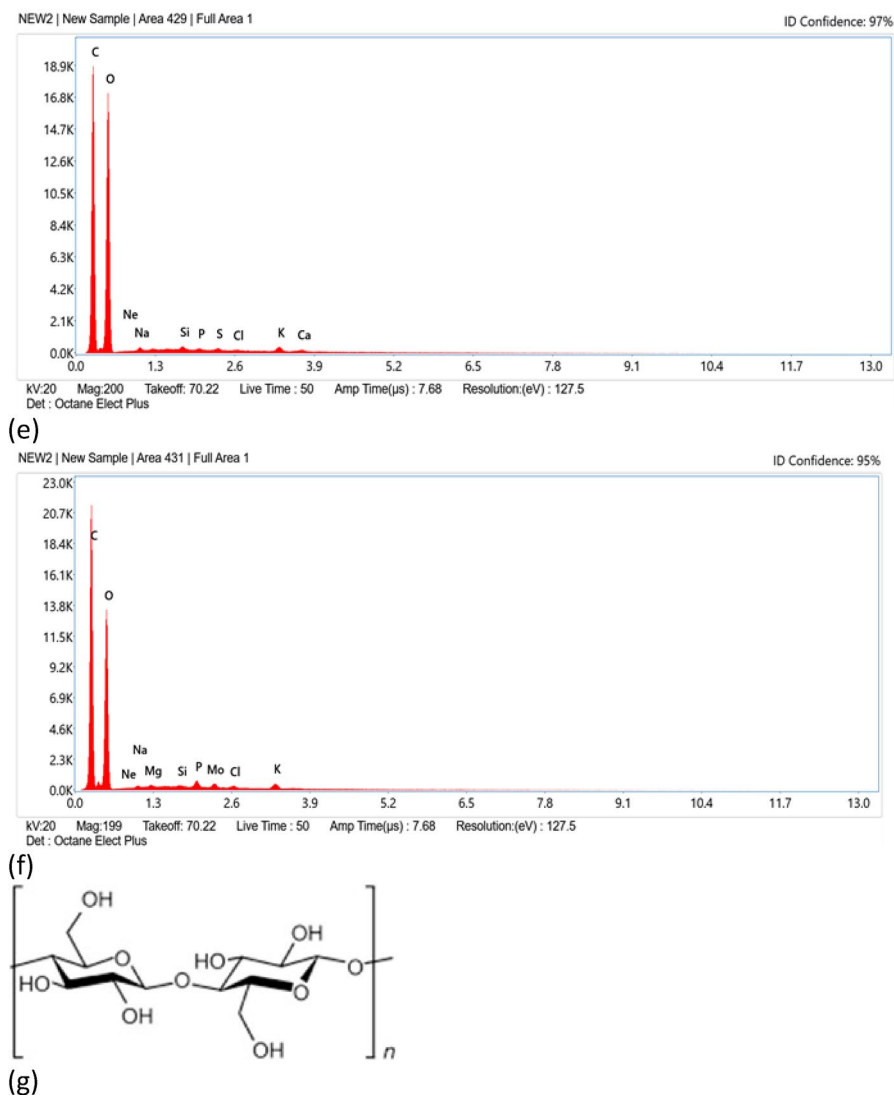 NEW2 | New Sample | Area 429 | Full Area 1
ID Confidence: 97%
18.9K
16.8K
14.7K
12.6K
10.5K
8.4K
6.3K
4.2K
2.1K
0.0K
C
O
Ne
Na
Si
P
S
Cl
K
Ca
0.0 1.3 2.6 3.9 5.2 6.5 7.8 9.1 10.4 11.7 13.0
kV:20 Mag:200 Takeoff: 70.22 Live Time : 50 Amp Time(µs) : 7.68 Resolution:(eV) : 127.5
Det : Octane Elect Plus
(e)
NEW2 | New Sample | Area 431 | Full Area 1
ID Confidence: 95%
23.0K
20.7K
18.4K
16.1K
13.8K
11.5K
9.2K
6.9K
4.6K
2.3K
0.0K
C
O
Na
Ne
Mg
Si
P
Mo
Cl
K
0.0 1.3 2.6 3.9 5.2 6.5 7.8 9.1 10.4 11.7 13.0
kV:20 Mag:199 Takeoff: 70.22 Live Time : 50 Amp Time(µs) : 7.68 Resolution:(eV) : 127.5
Det : Octane Elect Plus
(f)
OH
OH
O
HO
O
HO
O
O
OH
OH
n
(g)